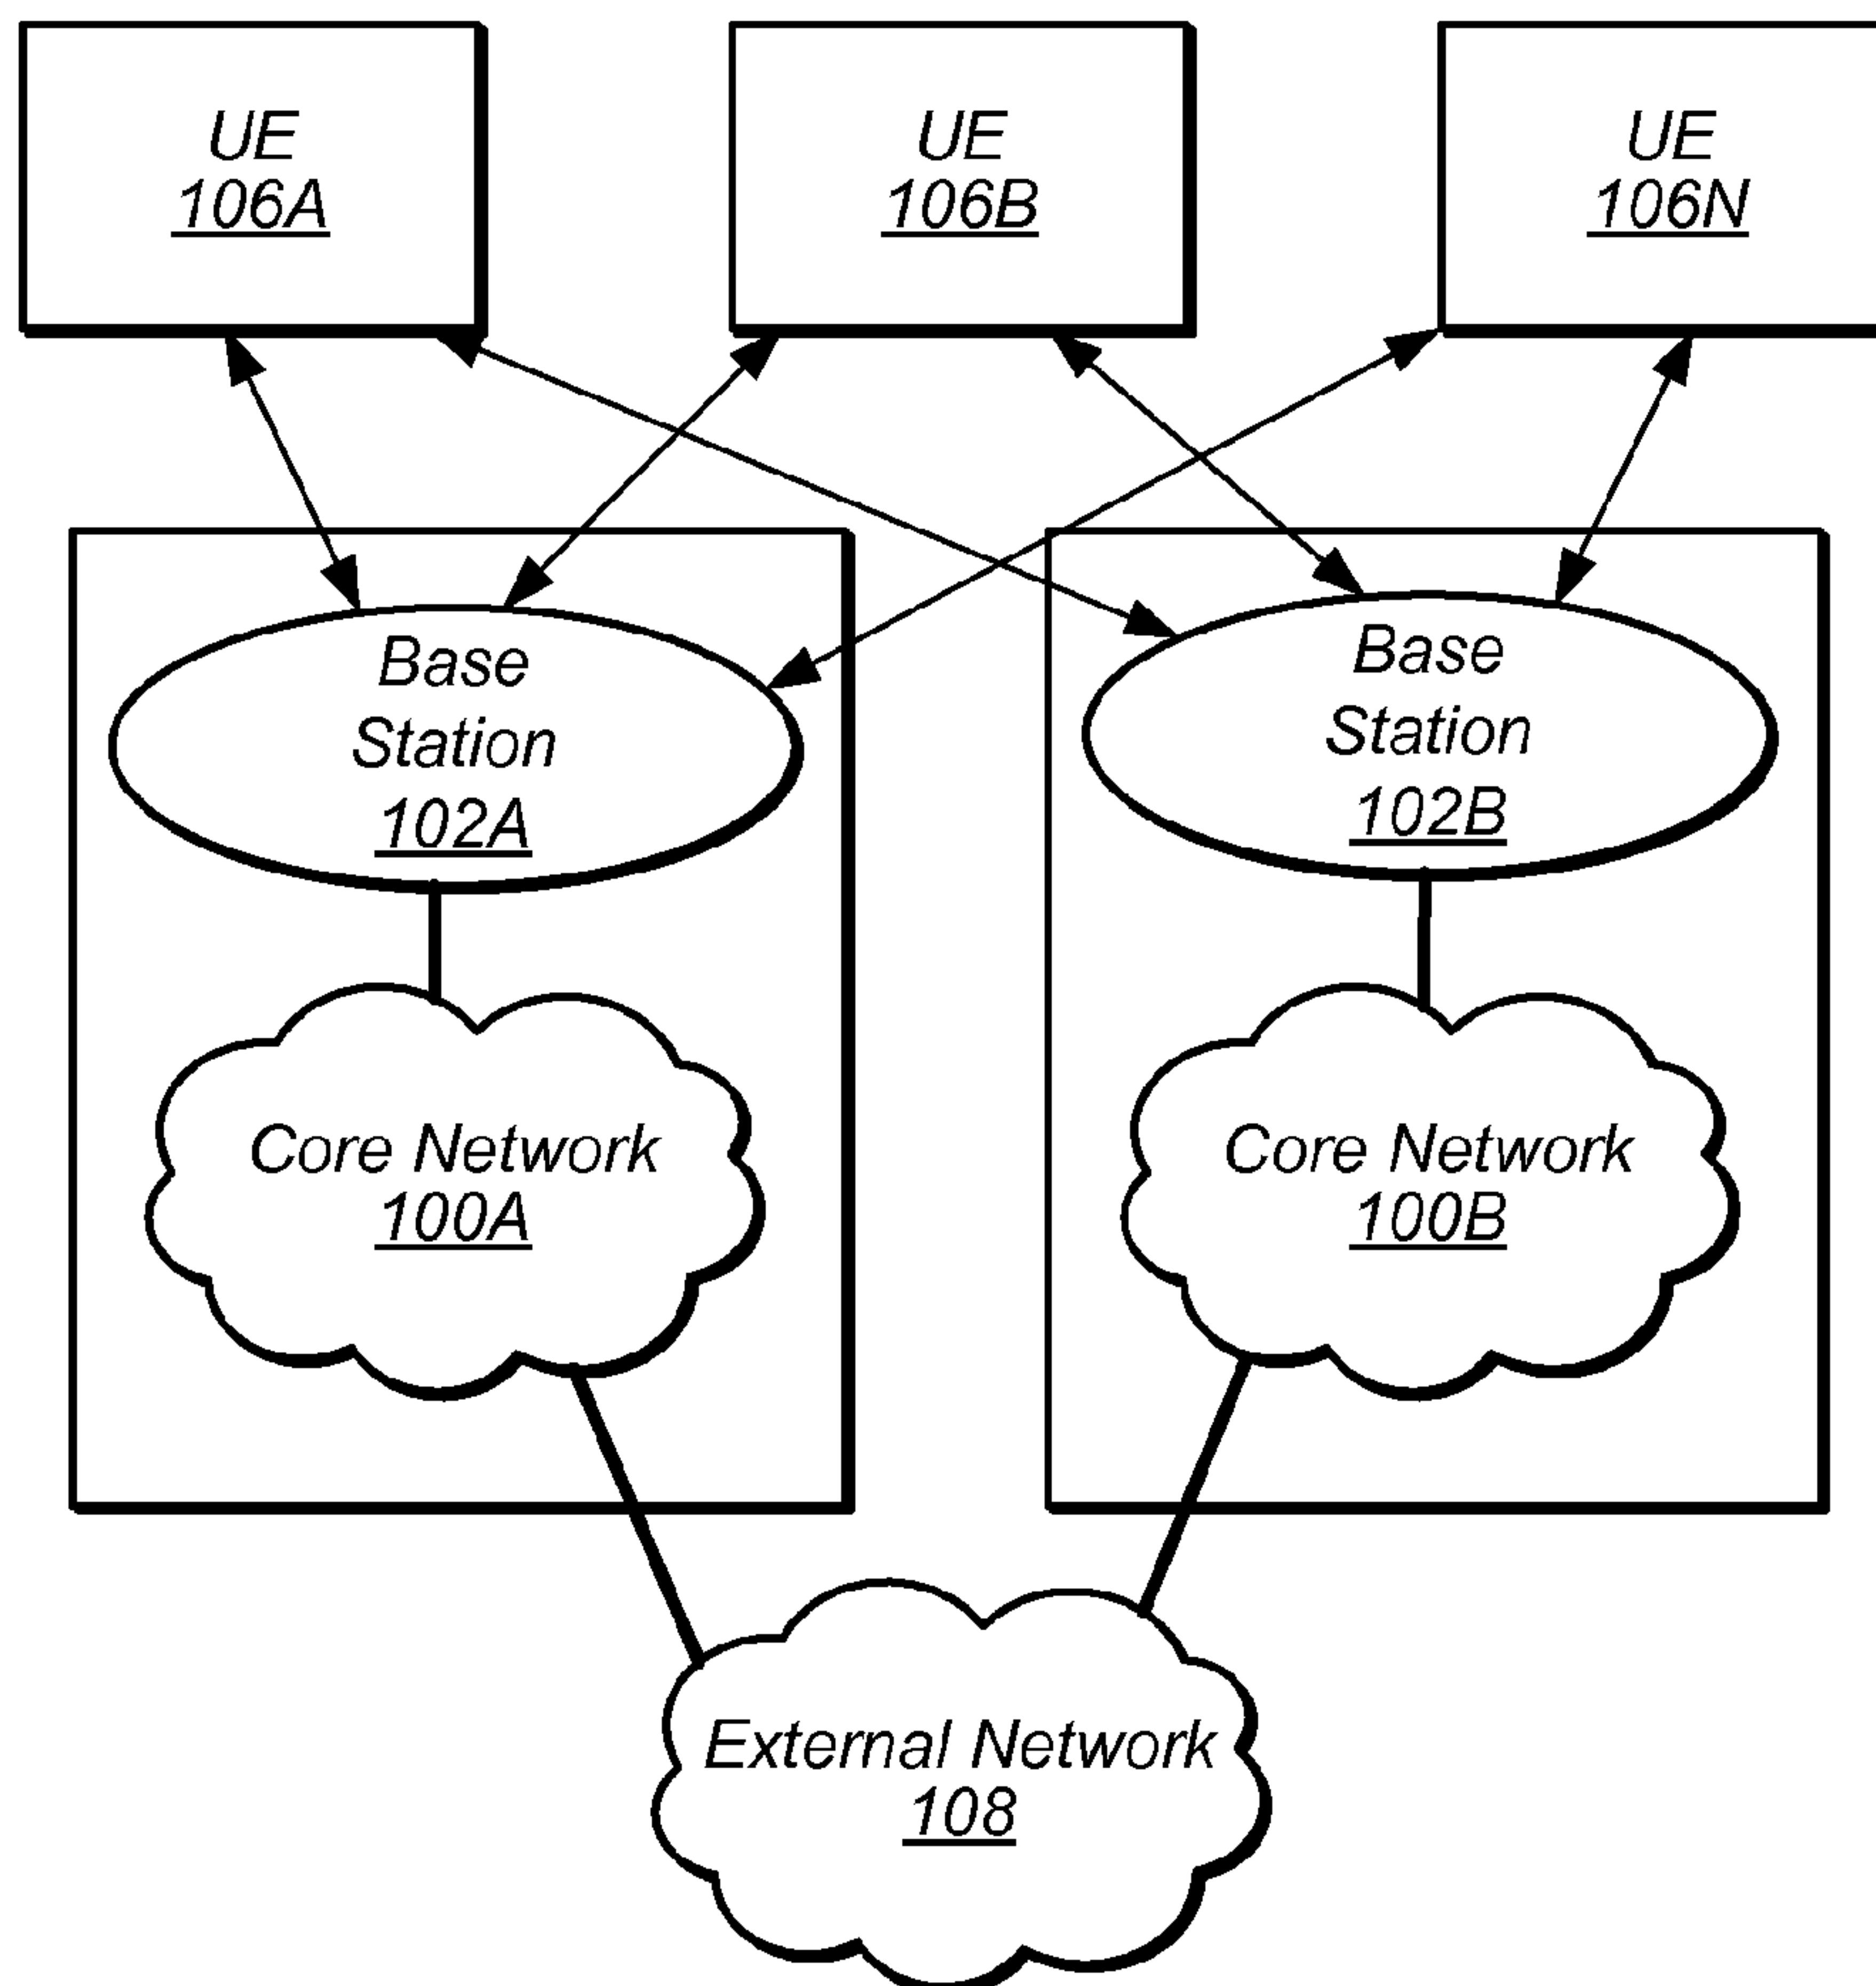 UE
106A
UE
106B
UE
106N
Base
Station
102A
Base
Station
102B
Core Network
100A
Core Network
100B
External Network
108